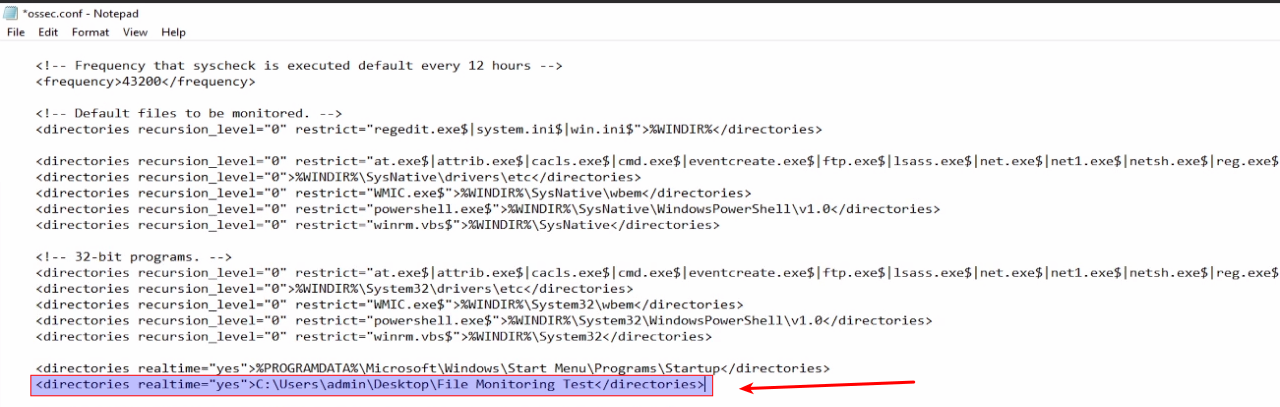 *ossec.conf - Notepad
File Edit Format View Help
<!-- Frequency that syscheck is executed default every 12 hours -->
<frequency>43200</frequency>
<!-- Default files to be monitored. -->
<directories recursion_level="0" restrict="regedit.exe$|system.ini$|win.ini$">%WINDIR%</directories>
<directories recursion_level="0" restrict="at.exe$|attrib.exe$|cacls.exe$|cmd.exe$|eventcreate.exe$|ftp.exe$|lsass.exe$|net.exe$|net1.exe$|netsh.exe$|reg.exe$
<directories recursion_level="0">%WINDIR%\SysNative\drivers\etc</directories>
<directories recursion_level="0" restrict="WMIC.exe$">%WINDIR%\SysNative\wbem</directories>
<directories recursion_level="0" restrict="powershell.exe$">%WINDIR%\SysNative\WindowsPowerShell\v1.0</directories>
<directories recursion_level="0" restrict="winrm.vbs$">%WINDIR%\SysNative</directories>
<!-- 32-bit programs. -->
<directories recursion_level="0" restrict="at.exe$|attrib.exe$|cacls.exe$|cmd.exe$|eventcreate.exe$|ftp.exe$|lsass.exe$|net.exe$|net1.exe$|netsh.exe$|reg.exe$
<directories recursion_level="0">%WINDIR%\System32\drivers\etc</directories>
<directories recursion_level="0" restrict="WMIC.exe$">%WINDIR%\System32\wbem</directories>
<directories recursion_level="0" restrict="powershell.exe$">%WINDIR%\System32\WindowsPowerShell\v1.0</directories>
<directories recursion_level="0" restrict="winrm.vbs$">%WINDIR%\System32</directories>
<directories realtime="yes">%PROGRAMDATA%\Microsoft\Windows\Start Menu\Programs\Startup</directories>
<directories realtime="yes">C:\Users\admin\Desktop\File Monitoring Test</directories>